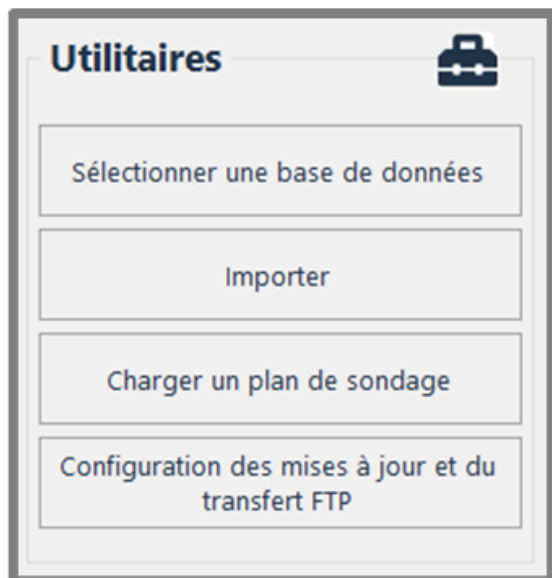 Utilitaires
Sélectionner une base de données
Importer
Charger un plan de sondage
Configuration des mises à jour et du
transfert FTP